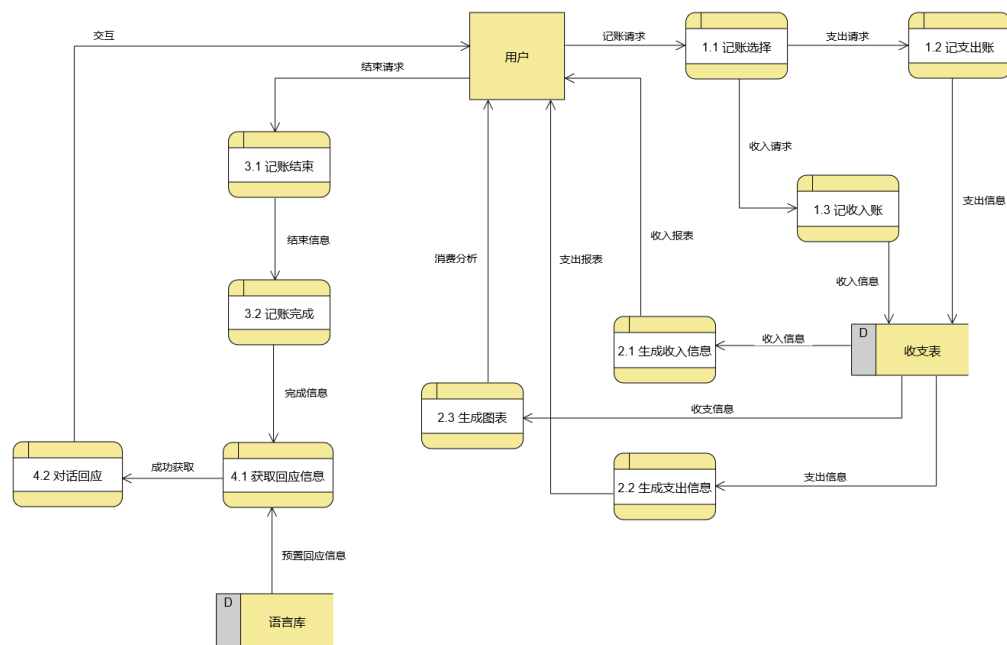 交互
用户
记账请求
1.1 记账选择
支出请求
1.2 记支出账
结束请求
3.1 记账结束
收入请求
1.3 记收入账
支出信息
结束信息
消费分析
支出报表
收入报表
收入信息
3.2 记账完成
2.1 生成收入信息
收入信息
D
收支表
完成信息
2.3 生成图表
收支信息
4.2 对话回应
成功获取
4.1 获取回应信息
2.2 生成支出信息
支出信息
预置回应信息
D
语言库